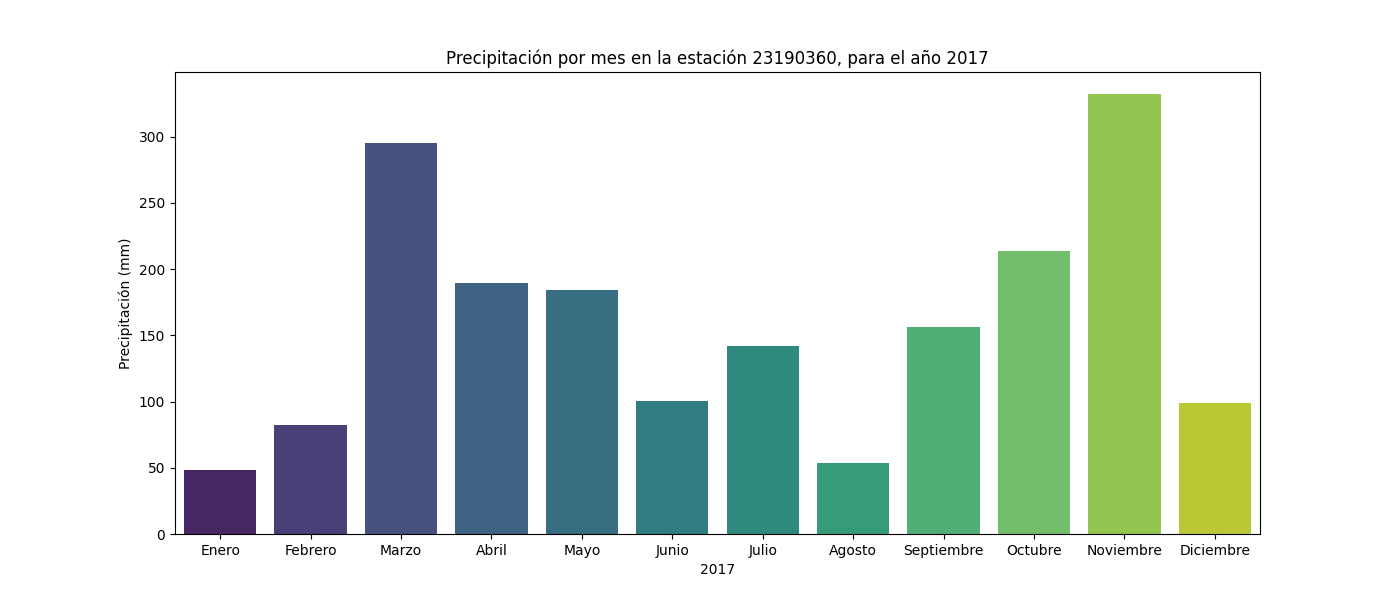 Precipitación por mes en la estación 23190360, para el año 2017
Precipitación (mm)
300
250
200
150
100
50
0
Enero Febrero Marzo Abril Mayo Junio Julio Agosto Septiembre Octubre Noviembre Diciembre
2017